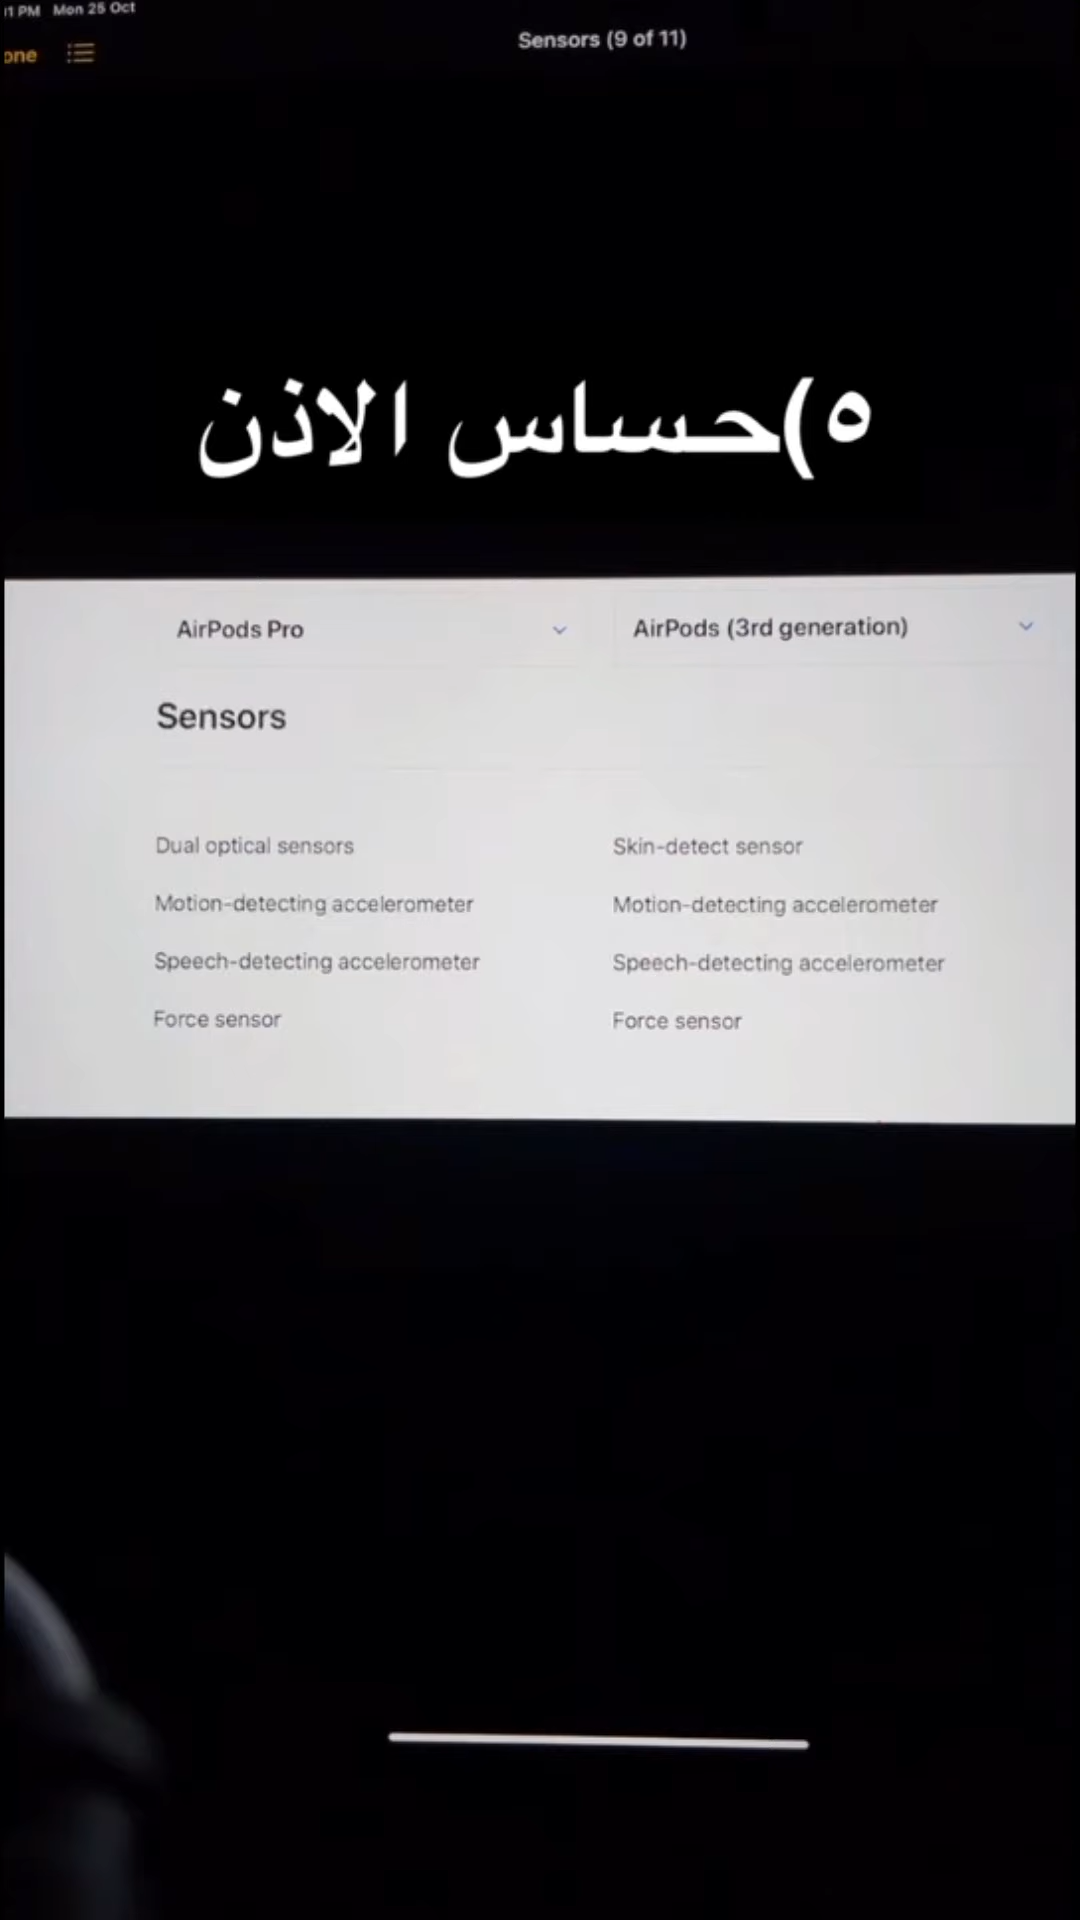 PM Mon 25 Oct
Sensors (9 of 11)
٥)حساس الاذن
AirPods Pro
AirPods (3rd generation)
Sensors
Dual optical sensors
Skin-detect sensor
Motion-detecting accelerometer
Motion-detecting accelerometer
Speech-detecting accelerometer
Speech-detecting accelerometer
Force sensor
Force sensor